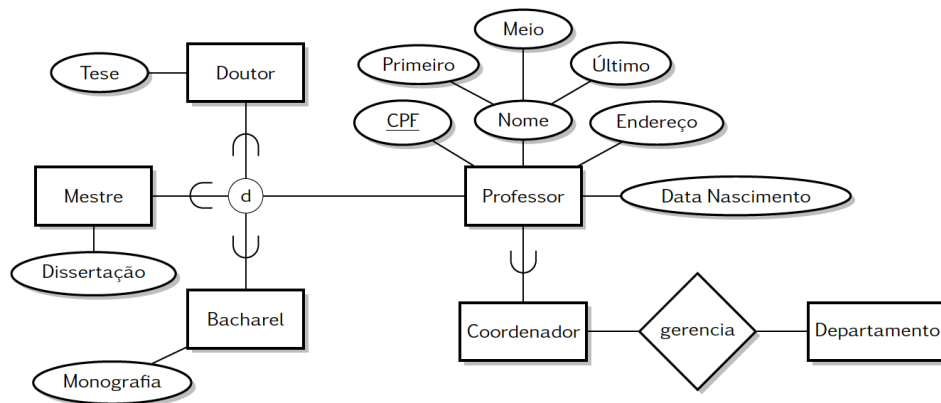 Meio
Primeiro
Último
Tese
Doutor
CPF
Nome
Endereço
Mestre
d
Professor
Data Nascimento
Dissertação
Bacharel
Coordenador
gerencia
Departamento
Monografia